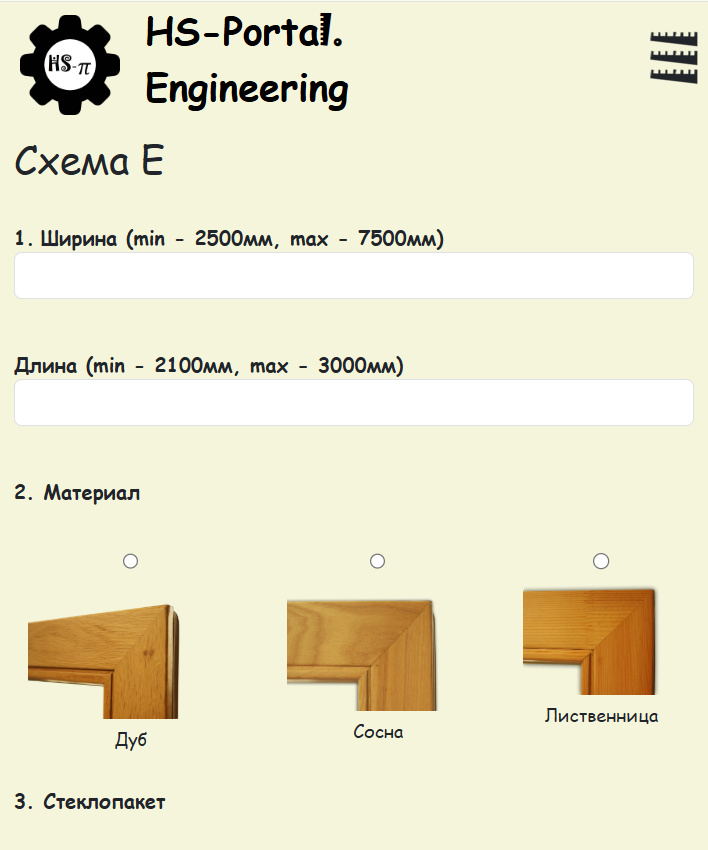 HS-π
HS-Portal.
Engineering
Схема Е
1. Ширина (min - 2500мм, max - 7500мм)
Длина (min - 2100мм, max - 3000мм)
2. Материал
Дуб
Сосна
Лиственница
3. Стеклопакет